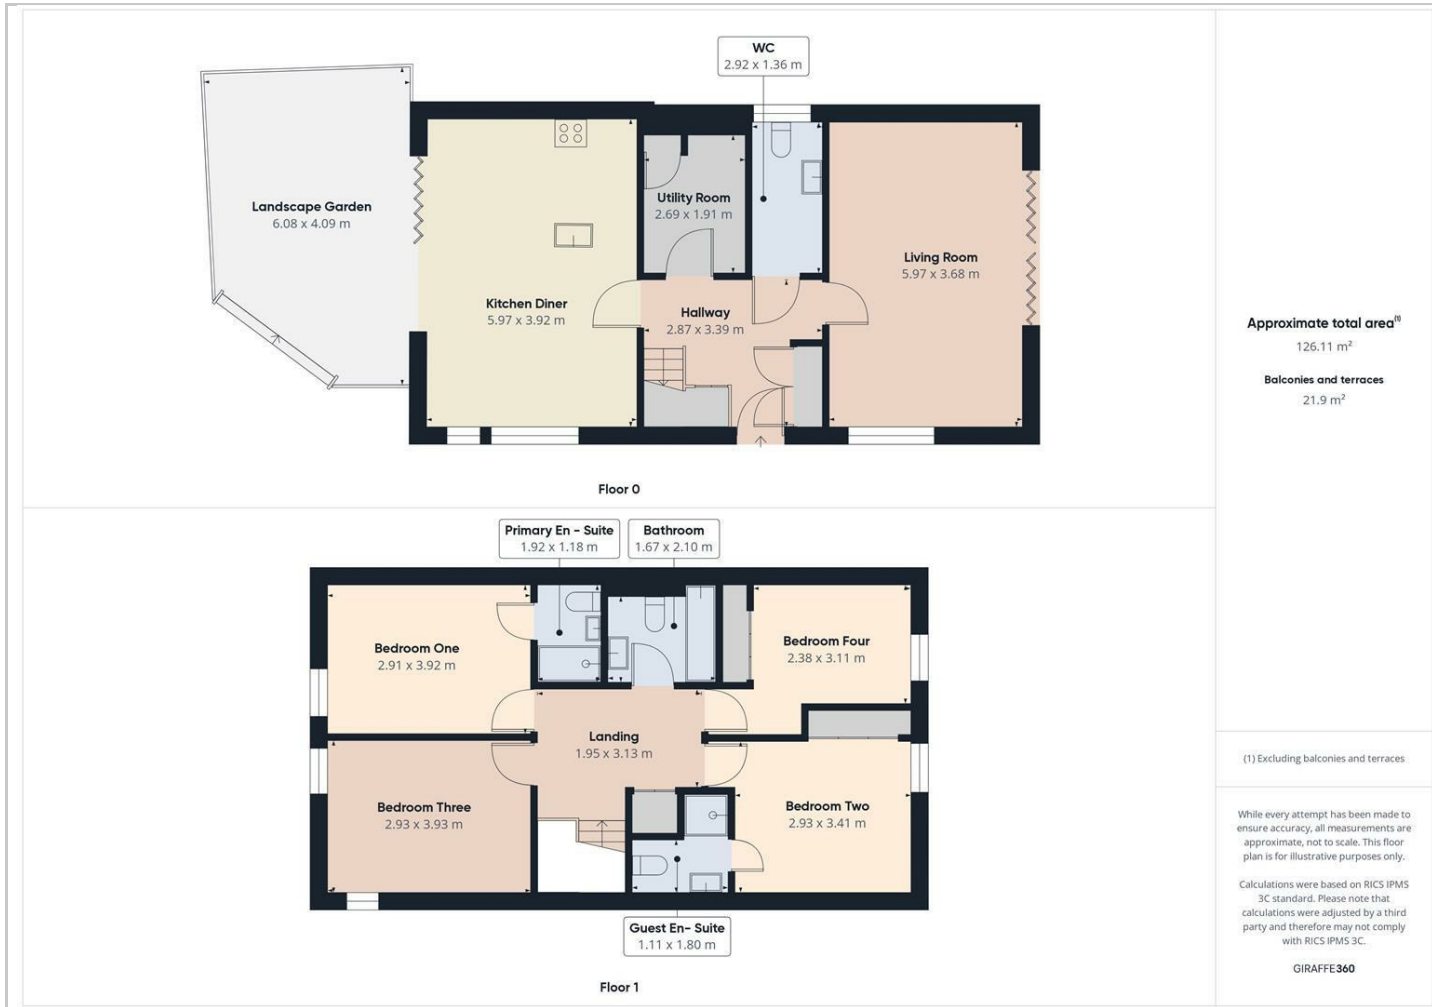 WC
2.92 x 1.36 m
Landscape Garden
6.08 x 4.09 m
Utility Room
2.69 x 1.91 m
Living Room
5.97 x 3.68 m
Kitchen Diner
5.97 x 3.92 m
Hallway
2.87 x 3.39 m
Floor 0
Primary En - Suite
1.92 x 1.18 m
Bathroom
1.67 x 2.10 m
Bedroom One
2.91 x 3.92 m
Bedroom Four
2.38 x 3.11 m
Landing
1.95 x 3.13 m
Bedroom Three
2.93 x 3.93 m
Bedroom Two
2.93 x 3.41 m
Guest En- Suite
1.11 x 1.80 m
Floor 1
Approximate total area⁽¹⁾
126.11 m²
Balconies and terraces
21.9 m²
(1) Excluding balconies and terraces
While every attempt has been made to
ensure accuracy, all measurements are
approximate, not to scale. This floor
plan is for illustrative purposes only.
Calculations were based on RICS IPMS
3C standard. Please note that
calculations were adjusted by a third
party and therefore may not comply
with RICS IPMS 3C.
GIRAFFE360